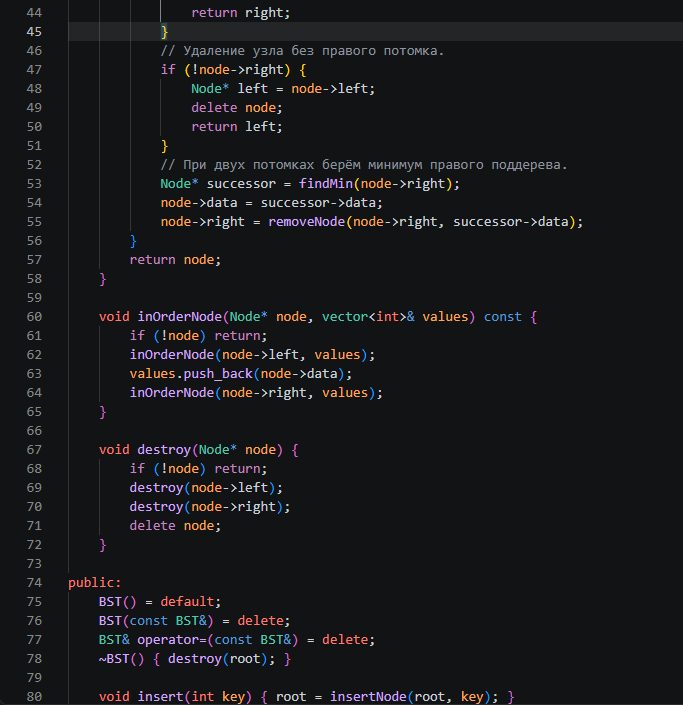 44                 return right;
45             }
46             // Удаление узла без правого потомка.
47             if (!node->right) {
48                 Node* left = node->left;
49                 delete node;
50                 return left;
51             }
52             // При двух потомках берём минимум правого поддерева.
53             Node* successor = findMin(node->right);
54             node->data = successor->data;
55             node->right = removeNode(node->right, successor->data);
56         }
57         return node;
58     }
59
60     void inOrderNode(Node* node, vector<int>& values) const {
61         if (!node) return;
62         inOrderNode(node->left, values);
63         values.push_back(node->data);
64         inOrderNode(node->right, values);
65     }
66
67     void destroy(Node* node) {
68         if (!node) return;
69         destroy(node->left);
70         destroy(node->right);
71         delete node;
72     }
73
74 public:
75     BST() = default;
76     BST(const BST&) = delete;
77     BST& operator=(const BST&) = delete;
78     ~BST() { destroy(root); }
79
80     void insert(int key) { root = insertNode(root, key); }